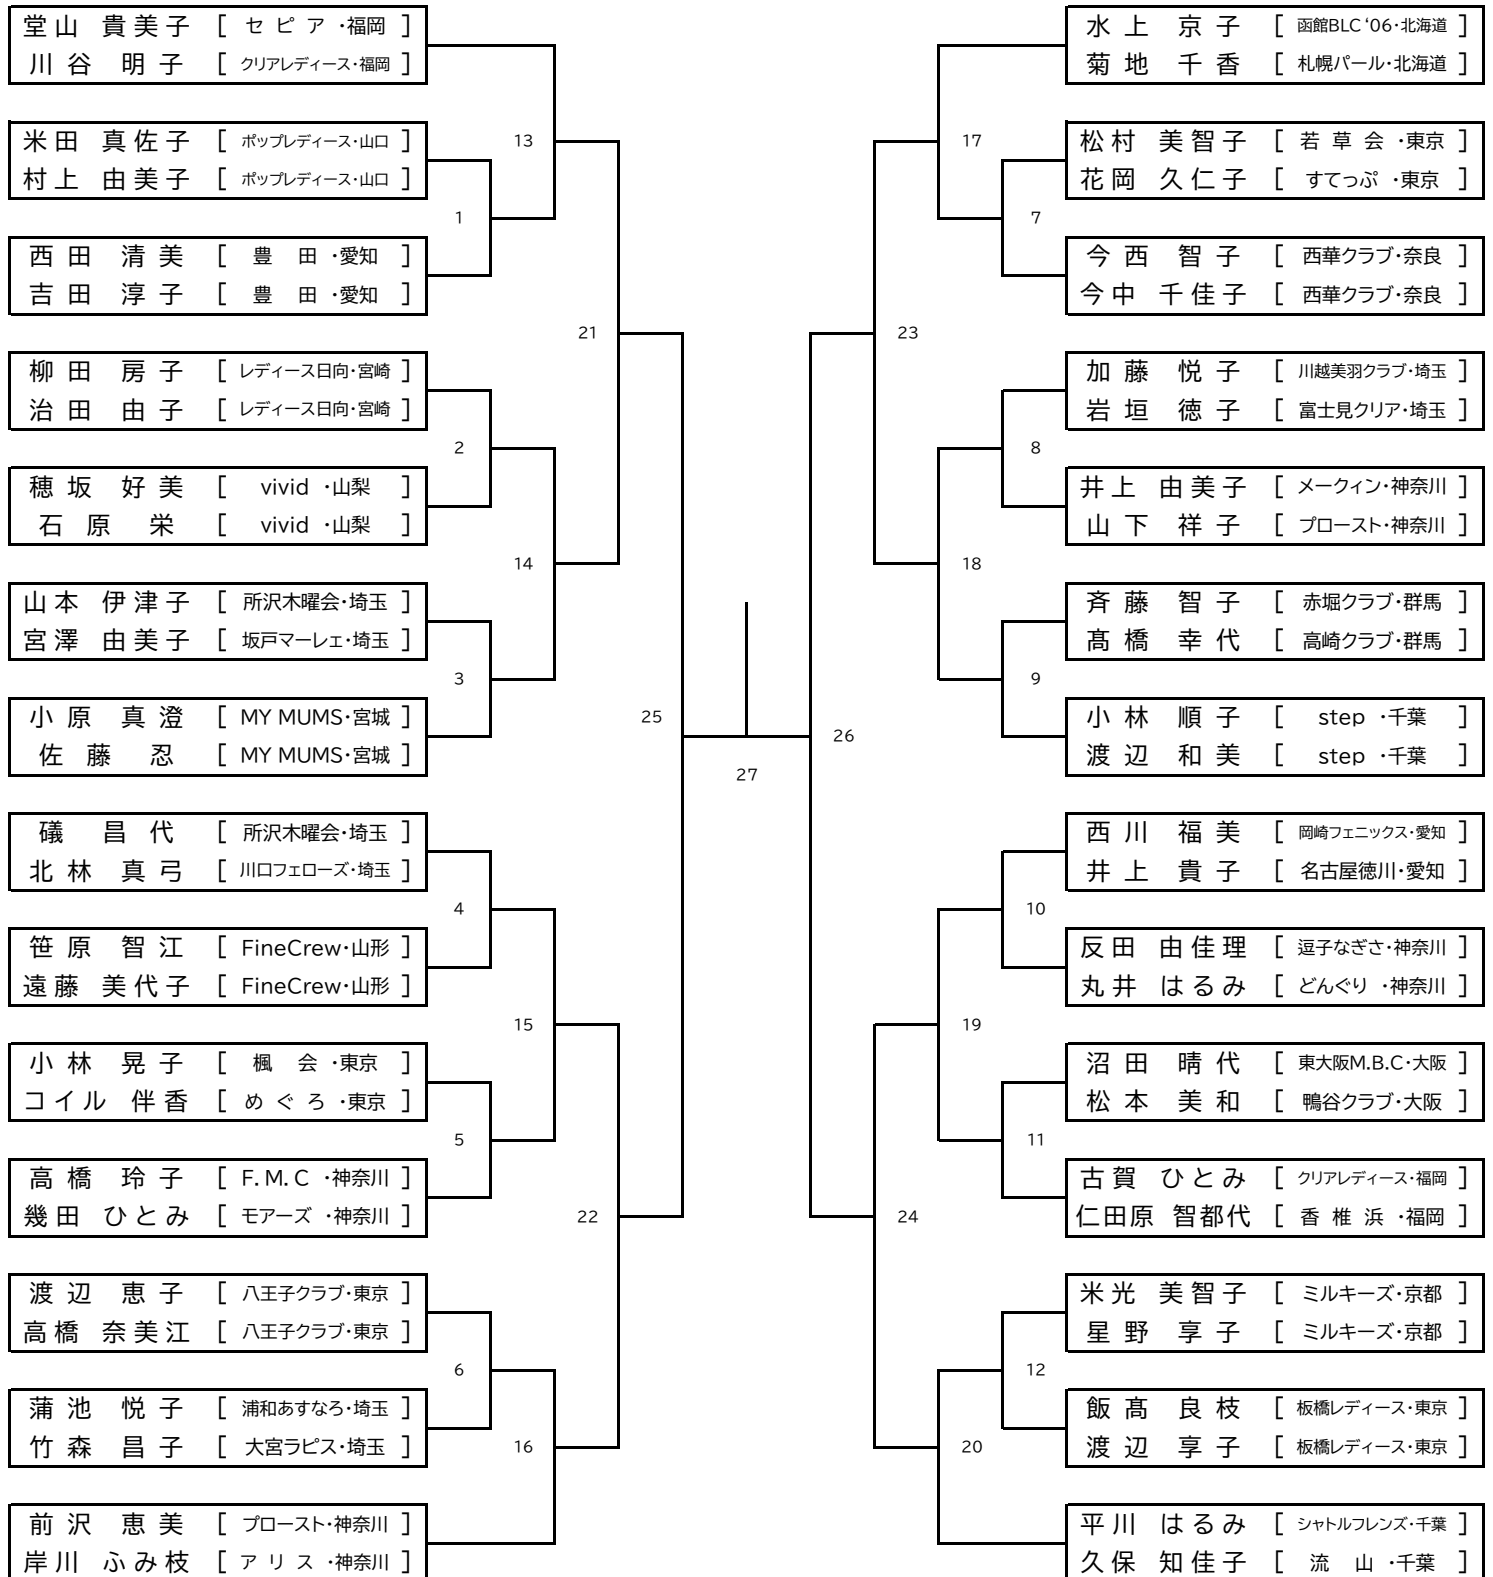 堂山 貴美子 [ セピア・福岡 ]
川谷 明子 [ クリアレディース・福岡 ]
米田 真佐子 [ ポップレディース・山口 ]
村上 由美子 [ ポップレディース・山口 ]
西田 清美 [ 豊田・愛知 ]
吉田 淳子 [ 豊田・愛知 ]
柳田 房子 [ レディース日向・宮崎 ]
治田 由子 [ レディース日向・宮崎 ]
穂坂 好美 [ vivid ・山梨 ]
石原 栄 [ vivid ・山梨 ]
山本 伊津子 [ 所沢木曜会・埼玉 ]
宮澤 由美子 [ 坂戸マーレェ・埼玉 ]
小原 真澄 [ MY MUMS・宮城 ]
佐藤 忍 [ MY MUMS・宮城 ]
礒 昌代 [ 所沢木曜会・埼玉 ]
北林 真弓 [ 川口フェローズ・埼玉 ]
笹原 智江 [ FineCrew・山形 ]
遠藤 美代子 [ FineCrew・山形 ]
小林 晃子 [ 楓会・東京 ]
コイル 伴香 [ めぐろ・東京 ]
高橋 玲子 [ F.M.C ・神奈川 ]
幾田 ひとみ [ モアーズ ・神奈川 ]
渡辺 恵子 [ 八王子クラブ・東京 ]
高橋 奈美江 [ 八王子クラブ・東京 ]
蒲池 悦子 [ 浦和あすなろ・埼玉 ]
竹森 昌子 [ 大宮ラピス・埼玉 ]
前沢 恵美 [ プロースト・神奈川 ]
岸川 ふみ枝 [ アリス・神奈川 ]
1
2
3
4
5
6
13
14
15
16
21
22
25
27
26
23
24
17
18
19
20
7
8
9
10
11
12
水上 京子 [ 函館BLC‘06・北海道 ]
菊地 千香 [ 札幌パール・北海道 ]
松村 美智子 [ 若草会・東京 ]
花岡 久仁子 [ すてっぷ ・東京 ]
今西 智子 [ 西華クラブ・奈良 ]
今中 千佳子 [ 西華クラブ・奈良 ]
加藤 悦子 [ 川越美羽クラブ・埼玉 ]
岩垣 徳子 [ 富士見クリア・埼玉 ]
井上 由美子 [ メークィン・神奈川 ]
山下 祥子 [ プロースト・神奈川 ]
斉藤 智子 [ 赤堀クラブ・群馬 ]
髙橋 幸代 [ 高崎クラブ・群馬 ]
小林 順子 [ step ・千葉 ]
渡辺 和美 [ step ・千葉 ]
西川 福美 [ 岡崎フェニックス・愛知 ]
井上 貴子 [ 名古屋徳川・愛知 ]
反田 由佳理 [ 逗子なぎさ・神奈川 ]
丸井 はるみ [ どんぐり ・神奈川 ]
沼田 晴代 [ 東大阪M.B.C・大阪 ]
松本 美和 [ 鴨谷クラブ・大阪 ]
古賀 ひとみ [ クリアレディース・福岡 ]
仁田原 智都代 [ 香椎浜・福岡 ]
米光 美智子 [ ミルキーズ・京都 ]
星野 享子 [ ミルキーズ・京都 ]
飯髙 良枝 [ 板橋レディース・東京 ]
渡辺 享子 [ 板橋レディース・東京 ]
平川 はるみ [ シャトルフレンズ・千葉 ]
久保 知佳子 [ 流山・千葉 ]